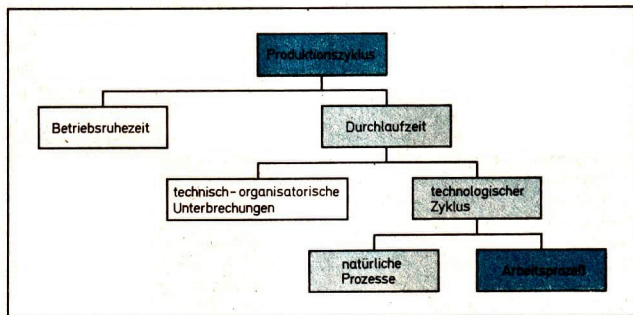 Produktionszyklus
Betriebsruhezeit
Durchlaufzeit
technisch-organisatorische
Unterbrechungen
technologischer
Zyklus
natürliche
Prozesse
Arbeitsprozeß